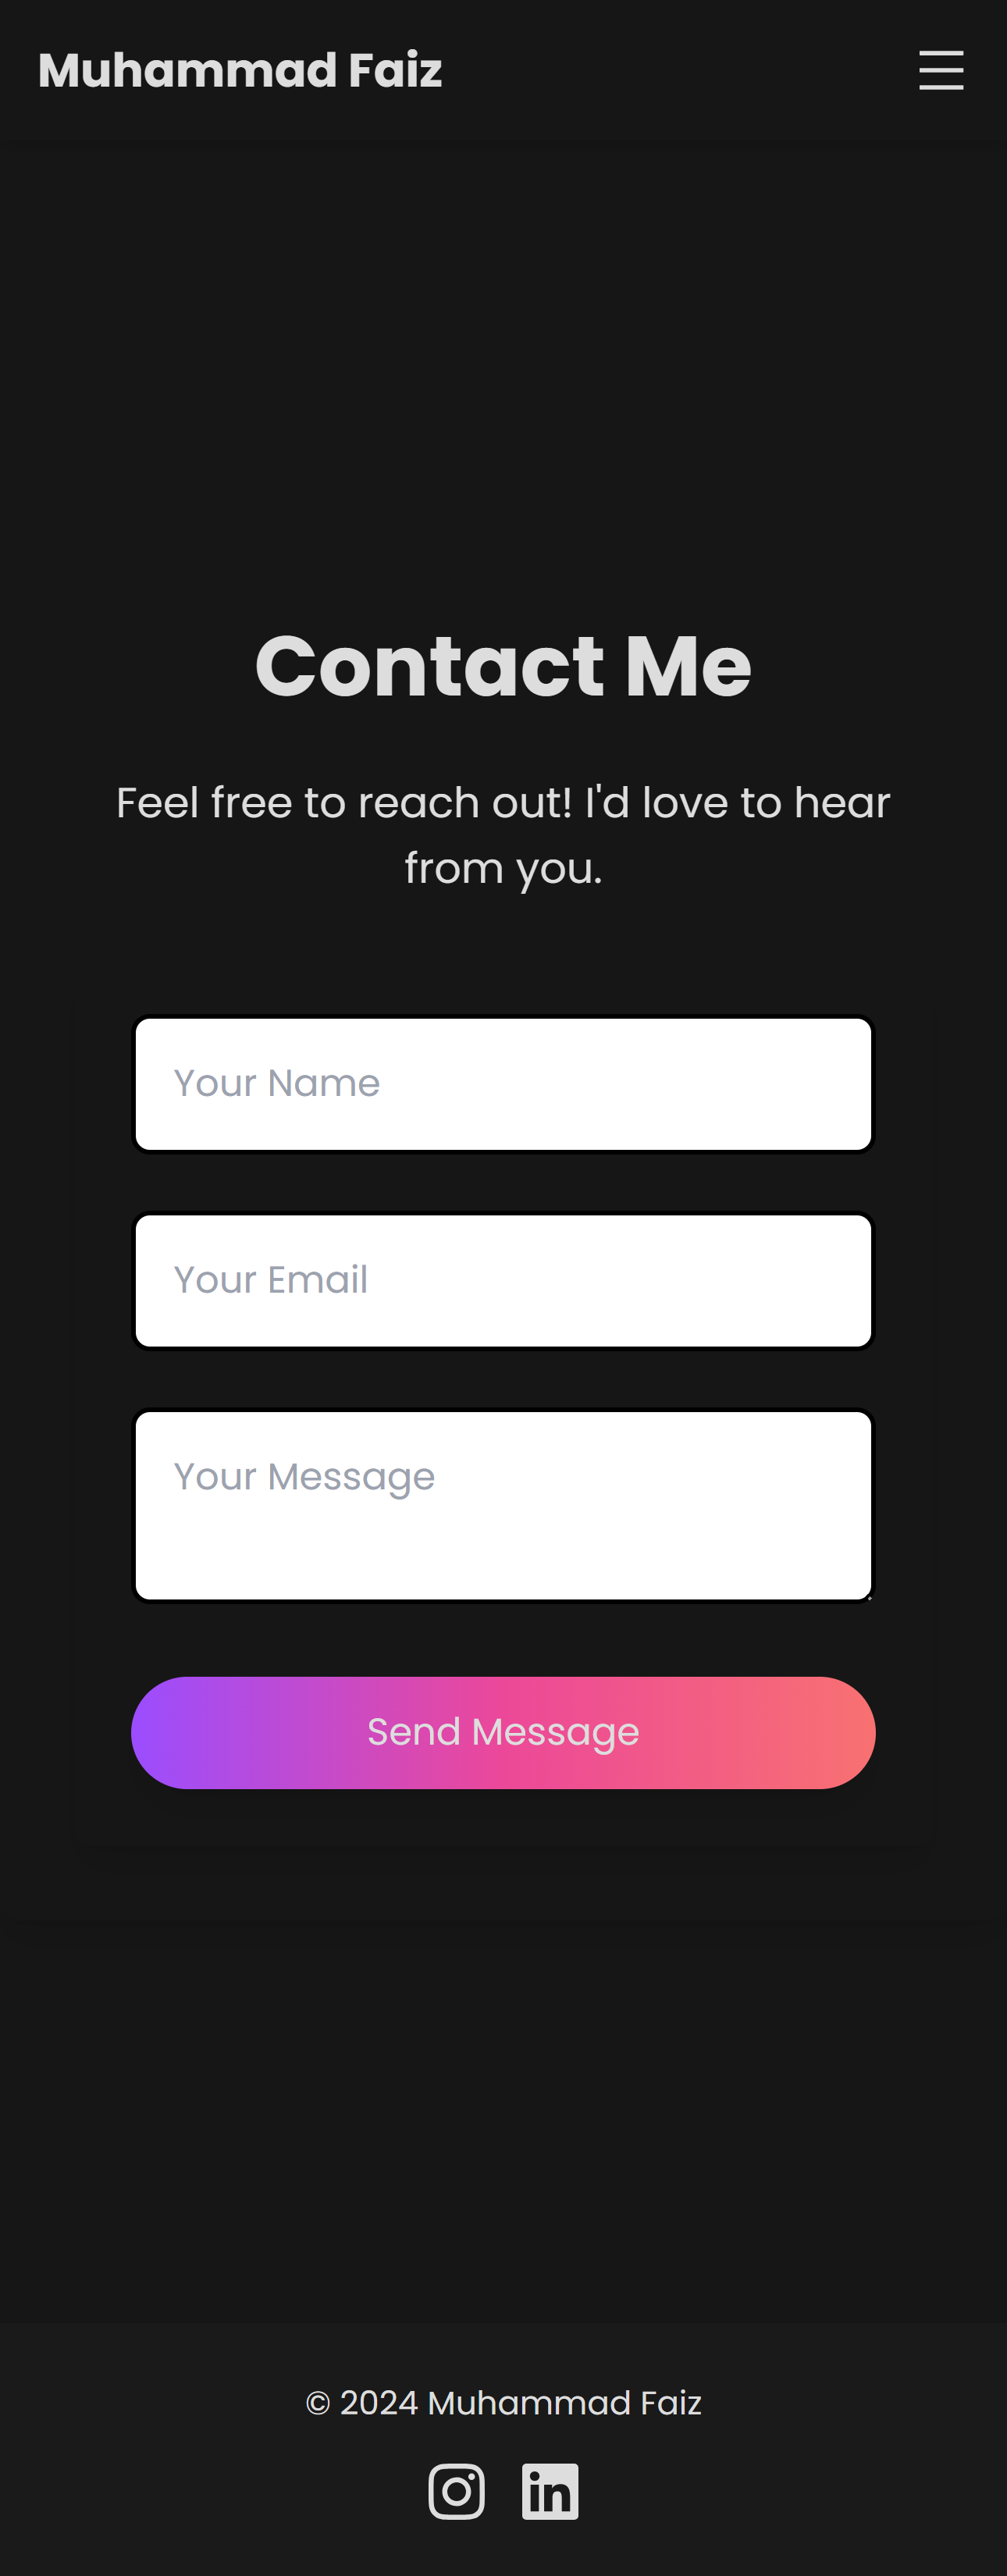 Muhammad Faiz
Contact Me
Feel free to reach out! I'd love to hear
from you.
Your Name
Your Email
Your Message
Send Message
© 2024 Muhammad Faiz
in